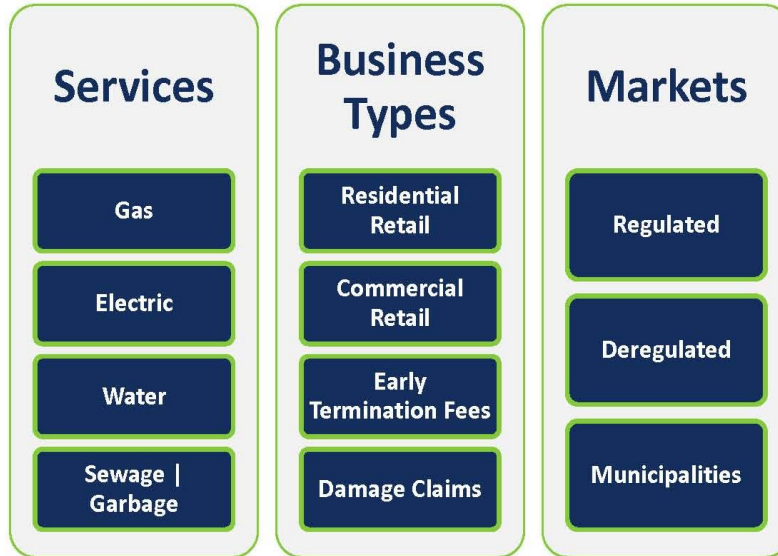 Services
Gas
Electric
Water
Sewage |
Garbage
Business
Types
Residential
Retail
Commercial
Retail
Early
Termination Fees
Damage Claims
Markets
Regulated
Deregulated
Municipalities